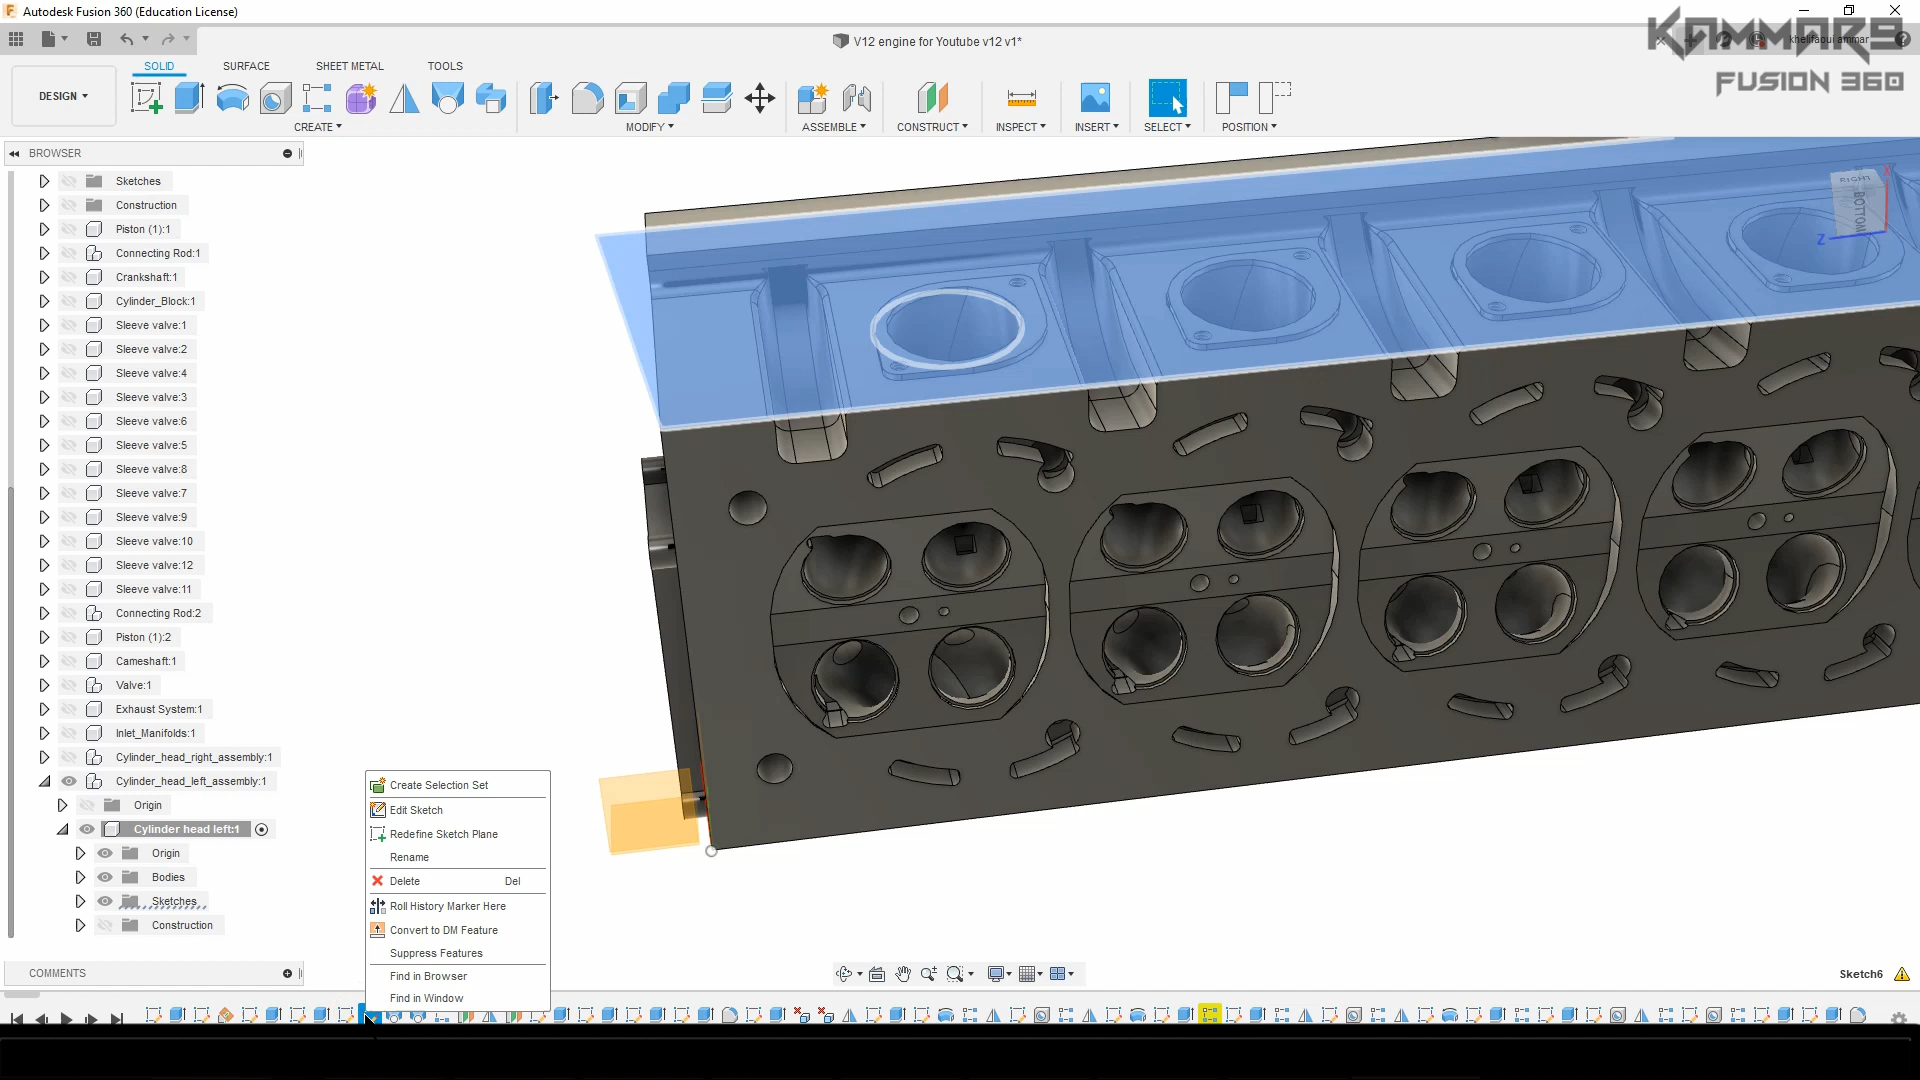 Autodesk Fusion 360 (Education License)
V12 engine for Youtube v12 v1*
khelifaoui ammar
KAMMAR9
FUSION 360
SOLID
SURFACE
SHEET METAL
TOOLS
DESIGN
CREATE
MODIFY
ASSEMBLE
CONSTRUCT
INSPECT
INSERT
SELECT
POSITION
BROWSER
Sketches
Construction
Piston (1):1
Connecting Rod:1
Crankshaft:1
Cylinder_Block:1
Sleeve valve:1
Sleeve valve:2
Sleeve valve:4
Sleeve valve:3
Sleeve valve:6
Sleeve valve:5
Sleeve valve:8
Sleeve valve:7
Sleeve valve:9
Sleeve valve:10
Sleeve valve:12
Sleeve valve:11
Connecting Rod:2
Piston (1):2
Cameshaft:1
Valve:1
Exhaust System:1
Inlet_Manifolds:1
Cylinder_head_right_assembly:1
Cylinder_head_left_assembly:1
Origin
Cylinder head left:1
Origin
Bodies
Sketches
Construction
Create Selection Set
Edit Sketch
Redefine Sketch Plane
Rename
Delete Del
Roll History Marker Here
Convert to DM Feature
Suppress Features
Find in Browser
Find in Window
RIGHT
BOTTOM
X
Z
COMMENTS
Sketch6